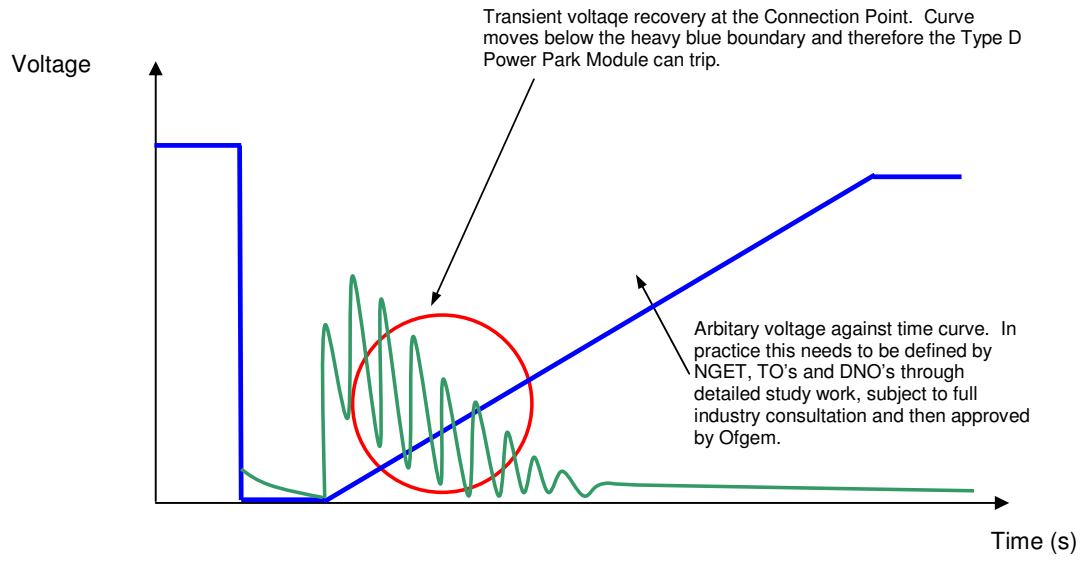 Transient voltaqe recovery at the Connection Point.  Curve
moves below the heavy blue boundary and therefore the Type D
Power Park Module can trip.
Voltage
Arbitary voltage against time curve.  In
practice this needs to be defined by
NGET, TO's and DNO's through
detailed study work, subject to full
industry consultation and then approved
by Ofgem.
Time (s)